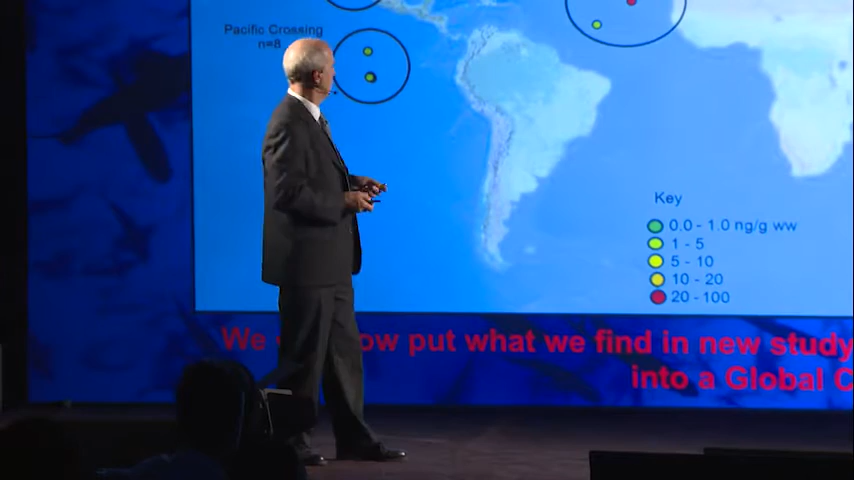 Pacific Crossing
n=8
Key
0.0 - 1.0 ng/g ww
1 - 5
5 - 10
10 - 20
20 - 100
We put what we find in new study
into a Global